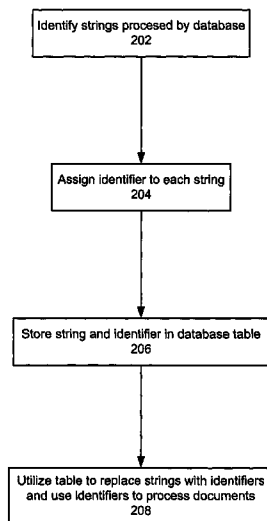 Identify strings procesed by database
202
Assign identifier to each string
204
Store string and identifier in database table
206
Utilize table to replace strings with identifiers
and use identifiers to process documents
208